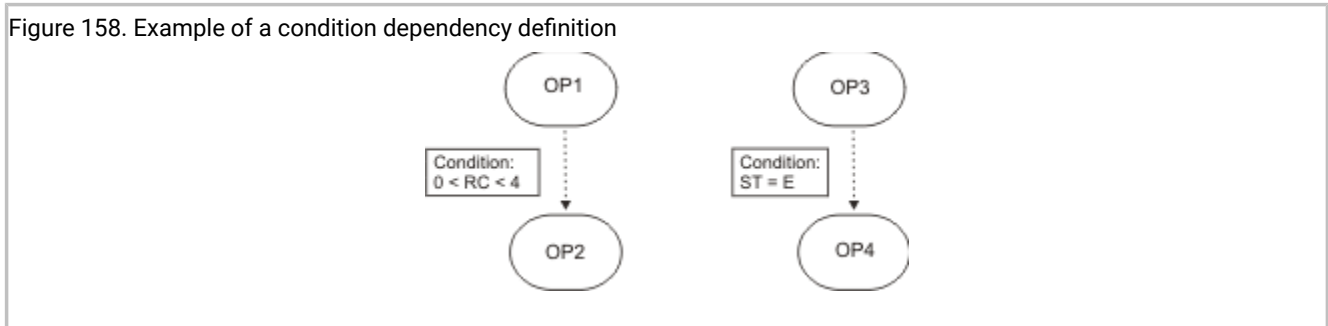 Figure 158. Example of a condition dependency definition
OP1
OP3
Condition:
0 < RC < 4
Condition:
ST = E
OP2
OP4